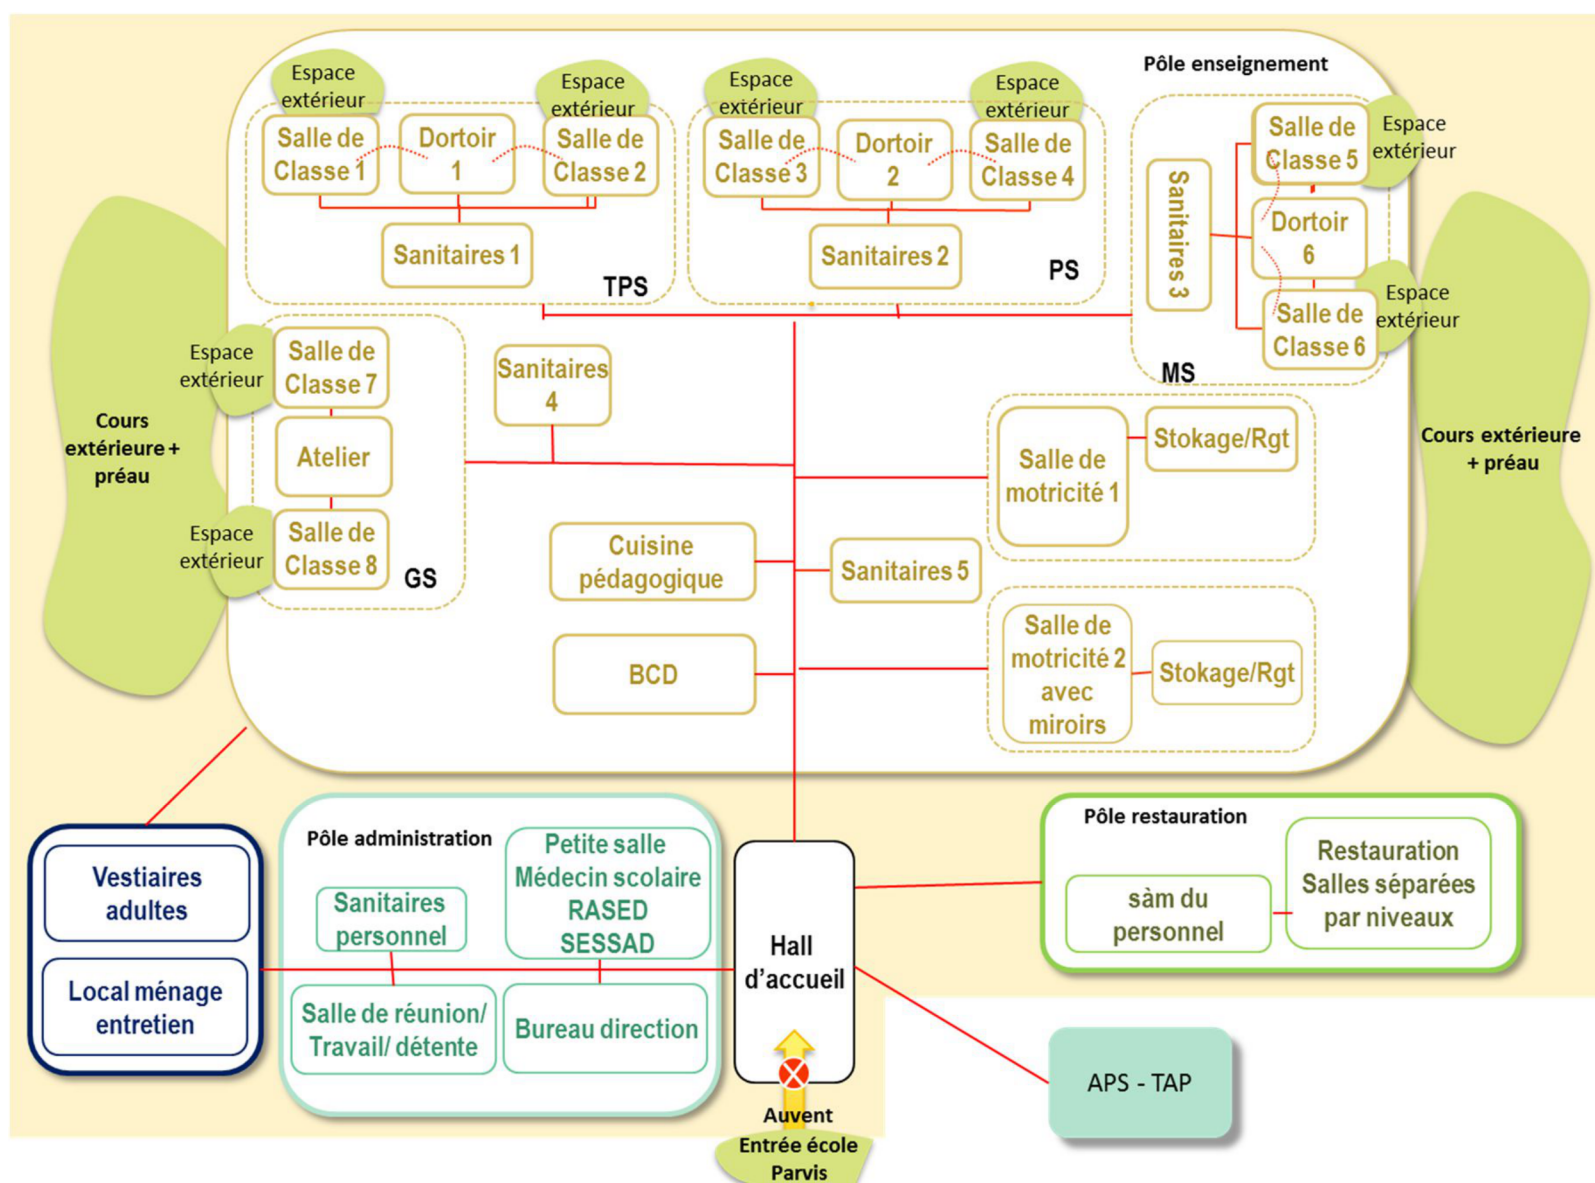 Pôle enseignement
Espace
extérieur
Espace
extérieur
Salle de
Classe 1
Dortoir
1
Salle de
Classe 2
Sanitaires 1
TPS
Espace
extérieur
Espace
extérieur
Salle de
Classe 3
Dortoir
2
Salle de
Classe 4
Sanitaires 2
PS
Salle de
Classe 5
Espace
extérieur
Sanitaires 3
Dortoir
6
Salle de
Classe 6
Espace
extérieur
MS
Espace
extérieur
Salle de
Classe 7
Atelier
Espace
extérieur
Salle de
Classe 8
GS
Sanitaires
4
Cours
extérieure +
préau
Cours extérieure
+ préau
Salle de
motricité 1
Stokage/Rgt
Cuisine
pédagogique
Sanitaires 5
BCD
Salle de
motricité 2
avec
miroirs
Stokage/Rgt
Vestiaires
adultes
Local ménage
entretien
Pôle administration
Sanitaires
personnel
Petite salle
Médecin scolaire
RASED
SESSAD
Salle de réunion/
Travail/ détente
Bureau direction
Hall
d'accueil
Auvent
Entrée école
Parvis
Pôle restauration
sàm du
personnel
Restauration
Salles séparées
par niveaux
APS - TAP